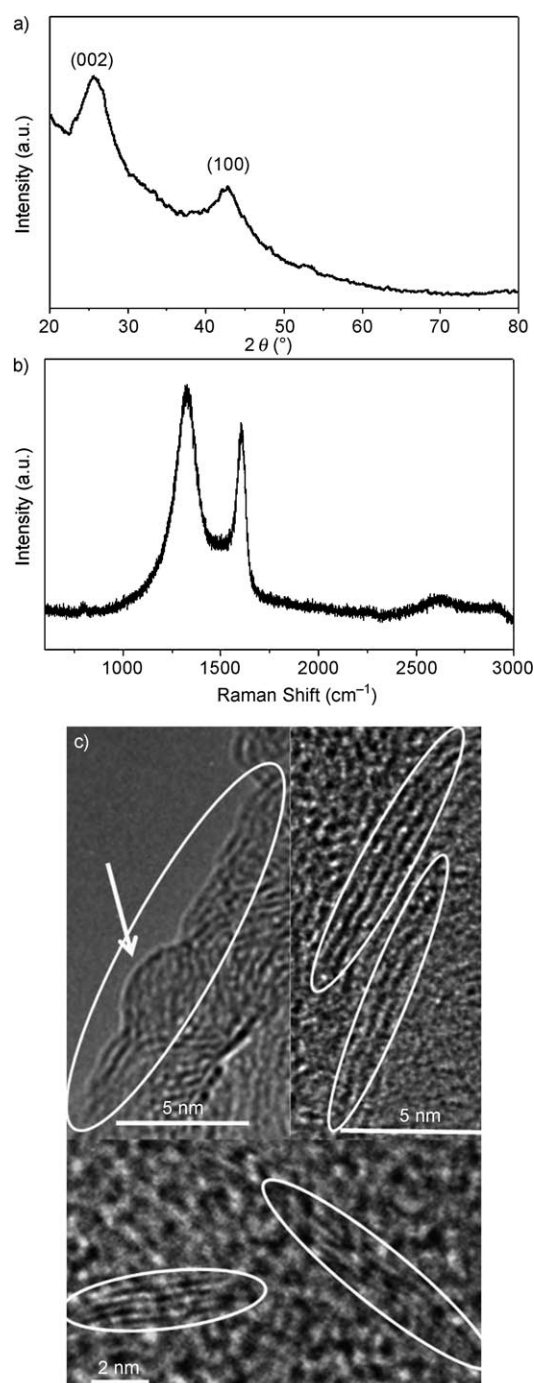 a)
(002)
(100)
Intensity (a.u.)
20 30 40 50 60 70 80
2 θ (°)
b)
Intensity (a.u.)
1000 1500 2000 2500 3000
Raman Shift (cm⁻¹)
c)
5 nm
5 nm
2 nm